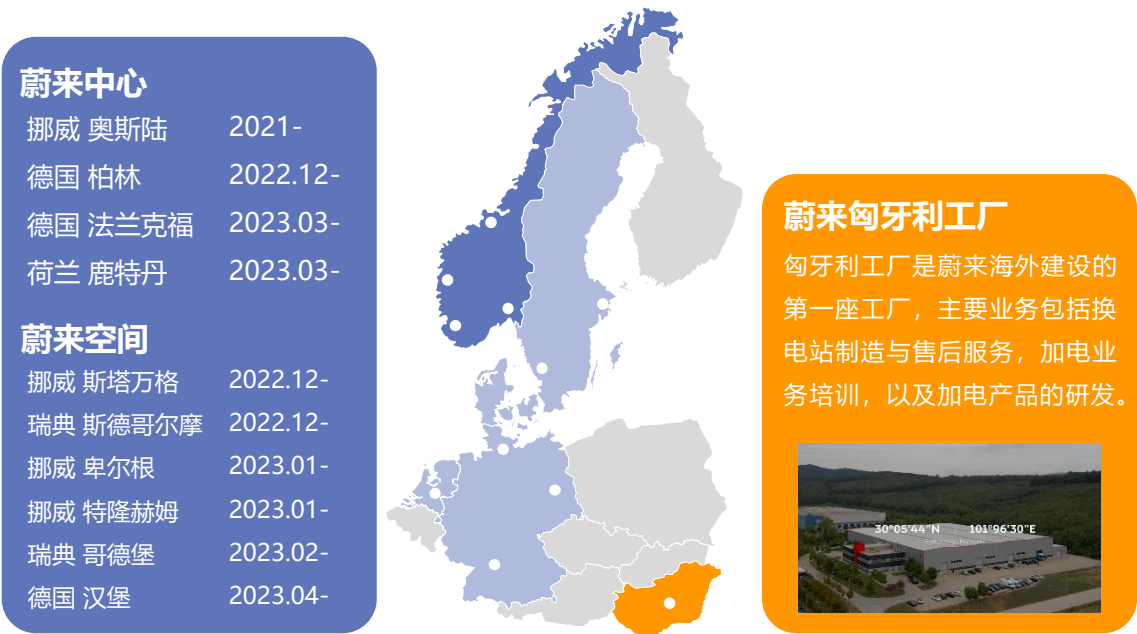 蔚来中心
挪威 奥斯陆 2021-
德国 柏林 2022.12-
德国 法兰克福 2023.03-
荷兰 鹿特丹 2023.03-
蔚来空间
挪威 斯塔万格 2022.12-
瑞典 斯德哥尔摩 2022.12-
挪威 卑尔根 2023.01-
挪威 特隆赫姆 2023.01-
瑞典 哥德堡 2023.02-
德国 汉堡 2023.04-
蔚来匈牙利工厂
匈牙利工厂是蔚来海外建设的
第一座工厂，主要业务包括换
电站制造与售后服务，加电业
务培训，以及加电产品的研发。
30°05'44"N 101°96'30"E